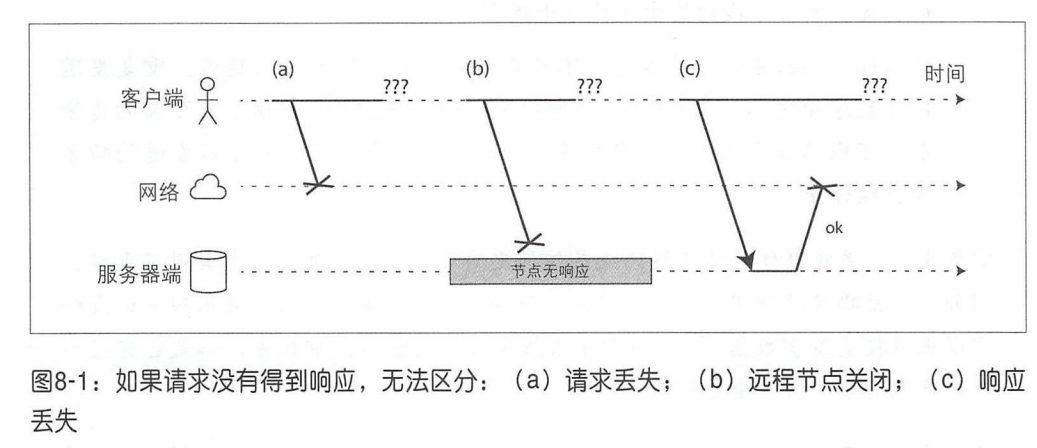 (a) (b) (c)
??? ??? ??? 时间
客户端
网络
ok
服务器端 节点无响应
图8-1：如果请求没有得到响应，无法区分：（a）请求丢失；（b）远程节点关闭；（c）响应
丢失